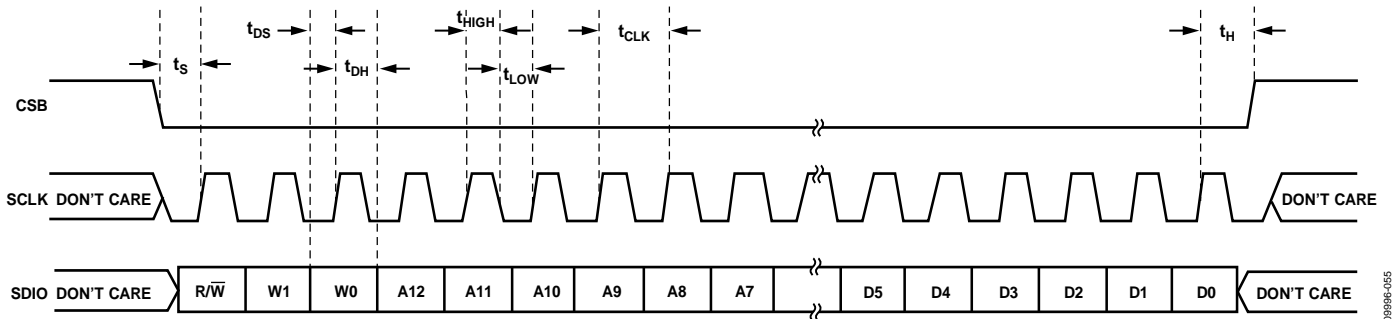 tHIGH
tDS tCLK tH
tS tDH tLOW
CSB
SCLK DON'T CARE DON'T CARE
SDIO DON'T CARE R/W̅ W1 W0 A12 A11 A10 A9 A8 A7 D5 D4 D3 D2 D1 D0 DON'T CARE
09996-055